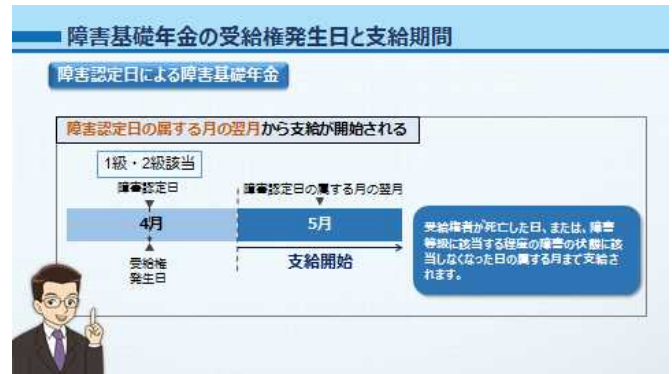 障害基礎年金の受給権発生日と支給期間
障害認定日による障害基礎年金
障害認定日の属する月の翌月から支給が開始される
1級・2級該当
障害認定日
障害認定日の属する月の翌月
4月
5月
受給権
発生日
支給開始
受給権者が死亡した日、または、障害
等級に該当する程度の障害の状態に該
当しなくなった日の属する月まで支給さ
れます。